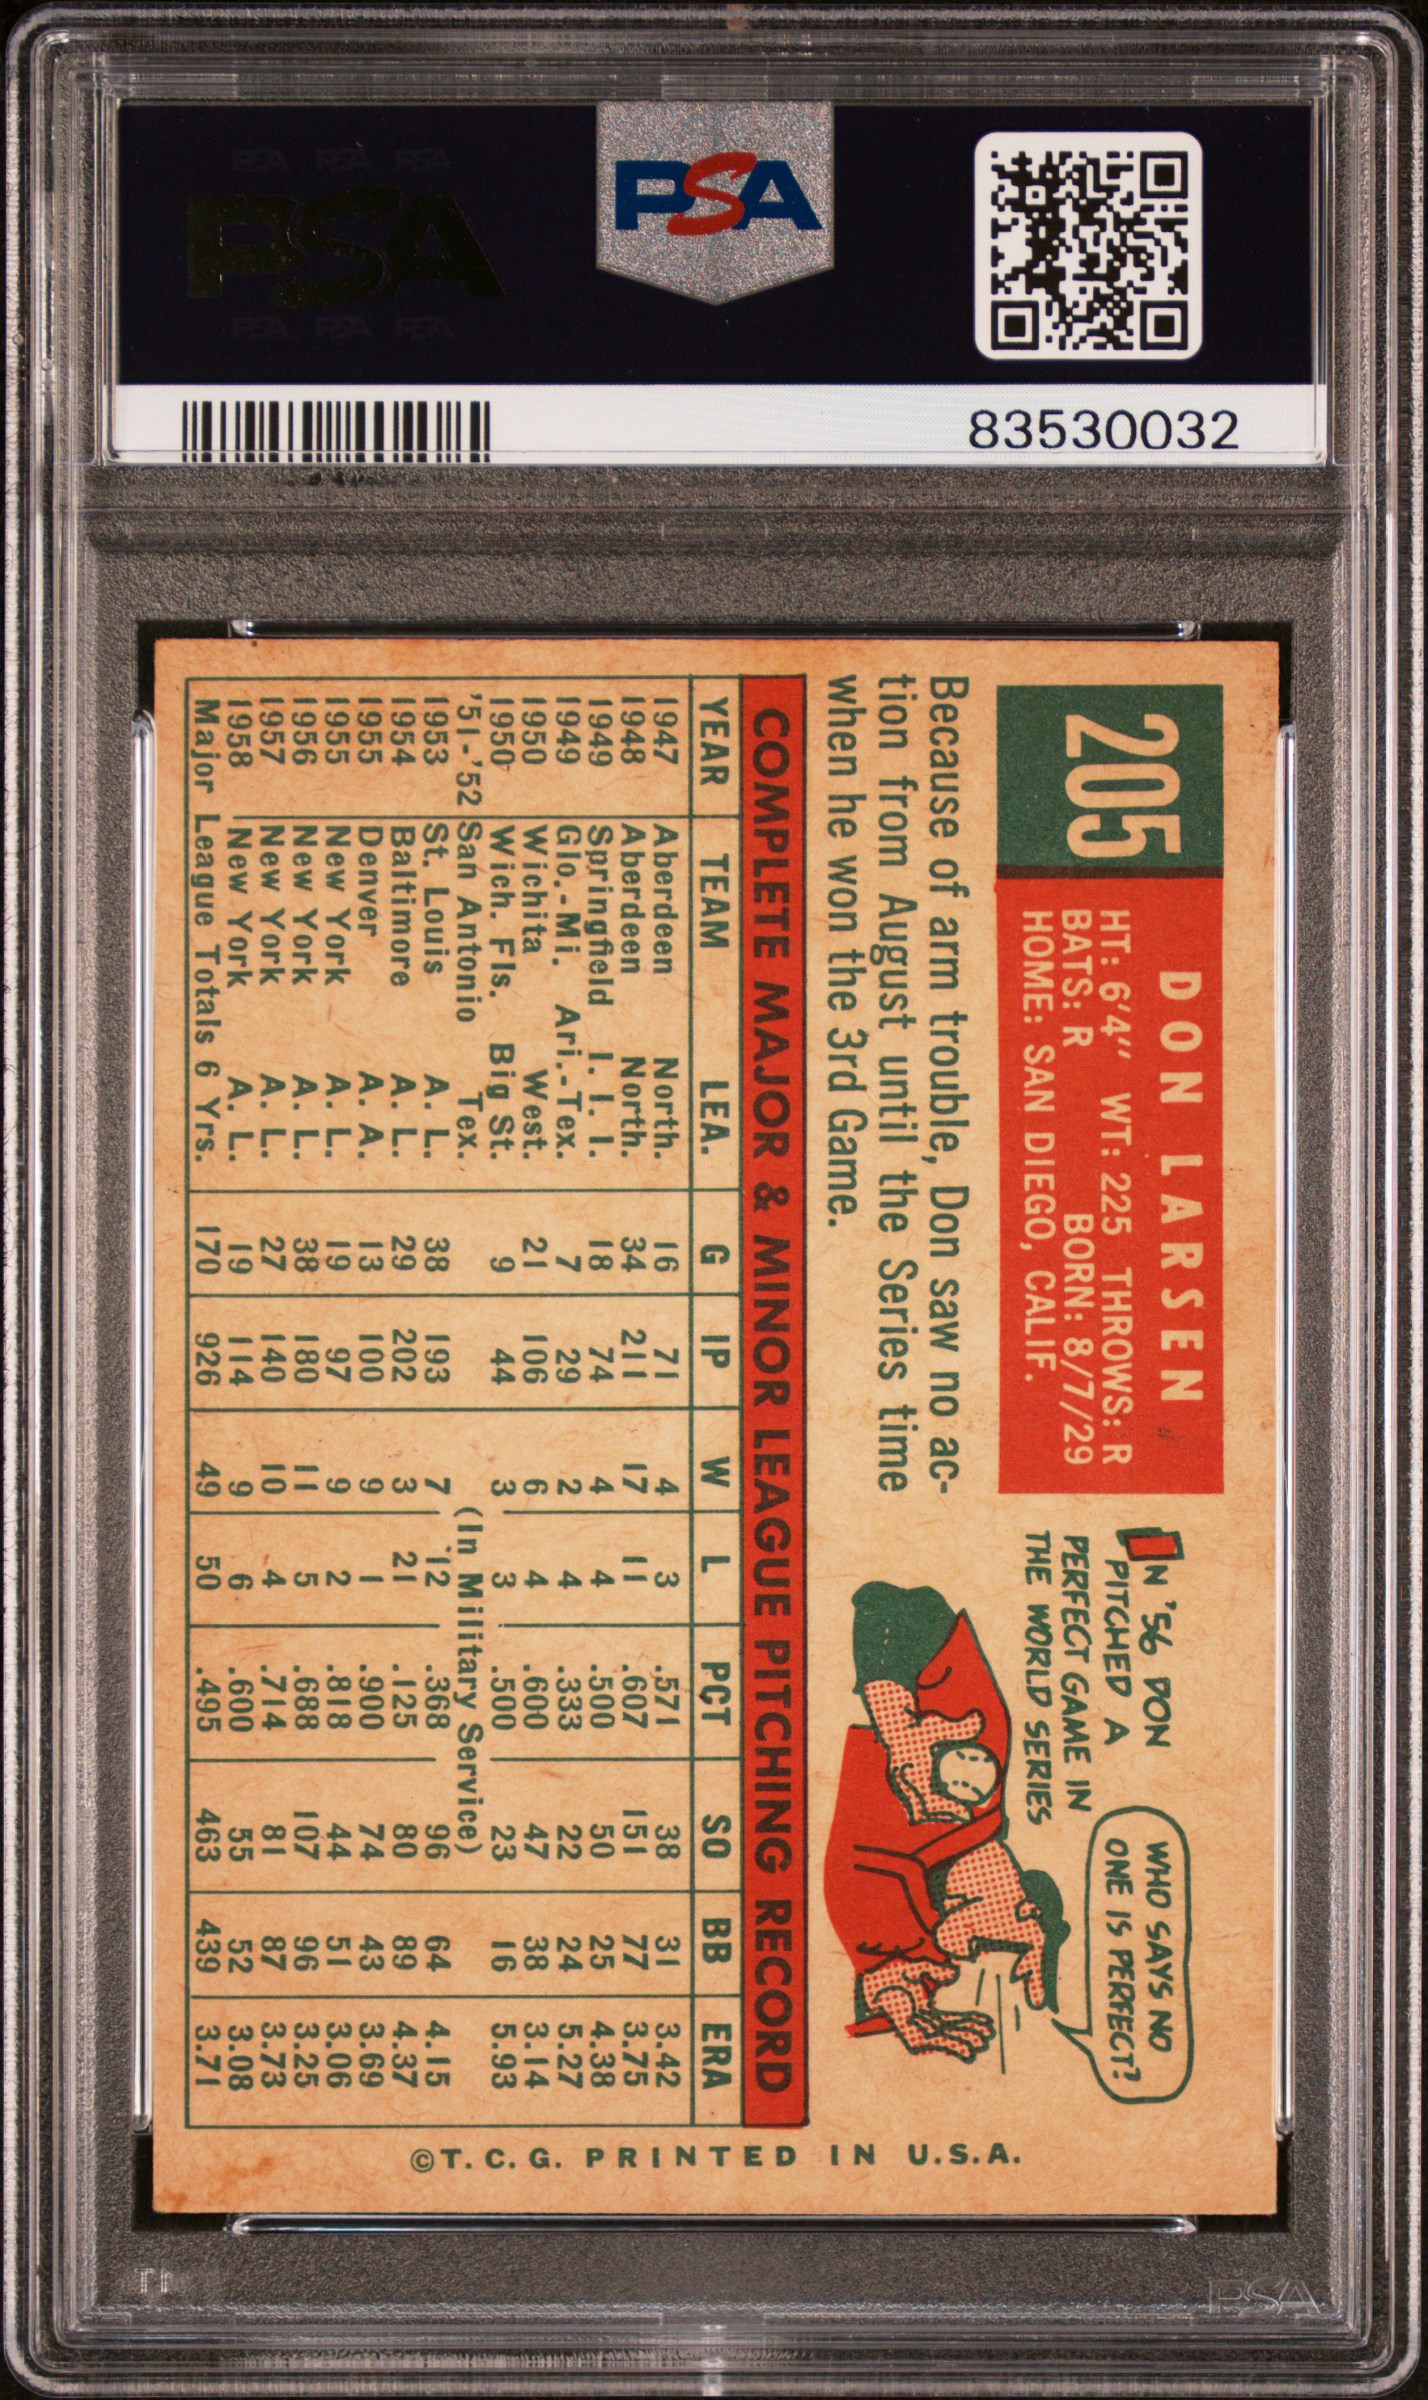 PSA PSA PSA
PSA
PSA PSA PSA
PSA
83530032
205
DON LARSEN
HT: 6'4" WT: 225 THROWS: R
BATS: R BORN: 8/7/29
HOME: SAN DIEGO, CALIF.
Because of arm trouble, Don saw no ac-
tion from August until the Series time
when he won the 3rd Game.
IN '56 DON
PITCHED A
PERFECT GAME IN
THE WORLD SERIES
WHO SAYS NO
ONE IS PERFECT?
COMPLETE MAJOR & MINOR LEAGUE PITCHING RECORD
YEAR TEAM LEA. G IP W L PCT SO BB ERA
1947 Aberdeen North. 16 71 4 3 .571 38 31 3.42
1948 Aberdeen North. 34 211 17 11 .607 151 77 3.75
1949 Springfield I. I. I. 18 74 4 4 .500 50 25 4.38
1949 Glo.-Mi. Ari.-Tex. 7 29 2 4 .333 22 24 5.27
1950 Wichita West. 21 106 6 4 .600 47 38 3.14
1950 Wich. Fls. Big St. 9 44 3 3 .500 23 16 5.93
'51-'52 San Antonio Tex. (In Military Service)
1953 St. Louis A. L. 38 193 7 12 .368 96 64 4.15
1954 Baltimore A. L. 29 202 3 21 .125 80 89 4.37
1955 Denver A. A. 13 100 9 1 .900 74 43 3.69
1955 New York A. L. 19 97 9 2 .818 44 51 3.06
1956 New York A. L. 38 180 11 5 .688 107 96 3.25
1957 New York A. L. 27 140 10 4 .714 81 87 3.73
1958 New York A. L. 19 114 9 6 .600 55 52 3.08
Major League Totals 6 Yrs. 170 926 49 50 .495 463 439 3.71
©T. C. G. PRINTED IN U.S.A.
PSA